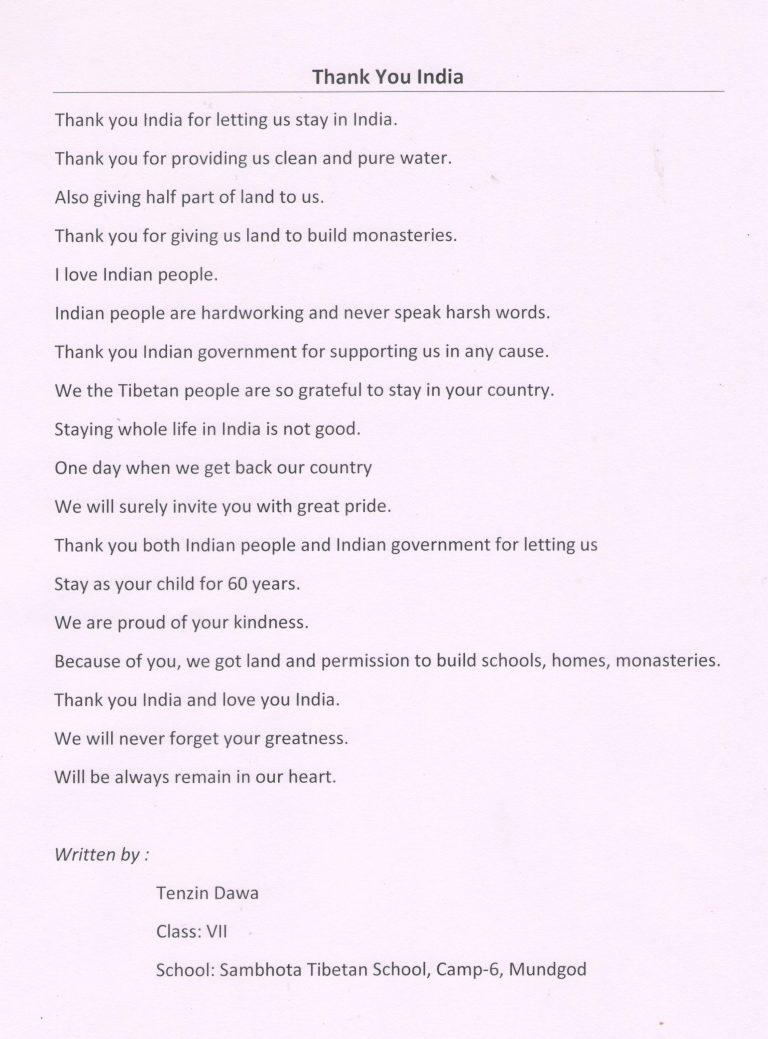 Thank You India
Thank you India for letting us stay in India.
Thank you for providing us clean and pure water.
Also giving half part of land to us.
Thank you for giving us land to build monasteries.
I love Indian people.
Indian people are hardworking and never speak harsh words.
Thank you Indian government for supporting us in any cause.
We the Tibetan people are so grateful to stay in your country.
Staying whole life in India is not good.
One day when we get back our country
We will surely invite you with great pride.
Thank you both Indian people and Indian government for letting us
Stay as your child for 60 years.
We are proud of your kindness.
Because of you, we got land and permission to build schools, homes, monasteries.
Thank you India and love you India.
We will never forget your greatness.
Will be always remain in our heart.
Written by :
Tenzin Dawa
Class: VII
School: Sambhota Tibetan School, Camp-6, Mundgod